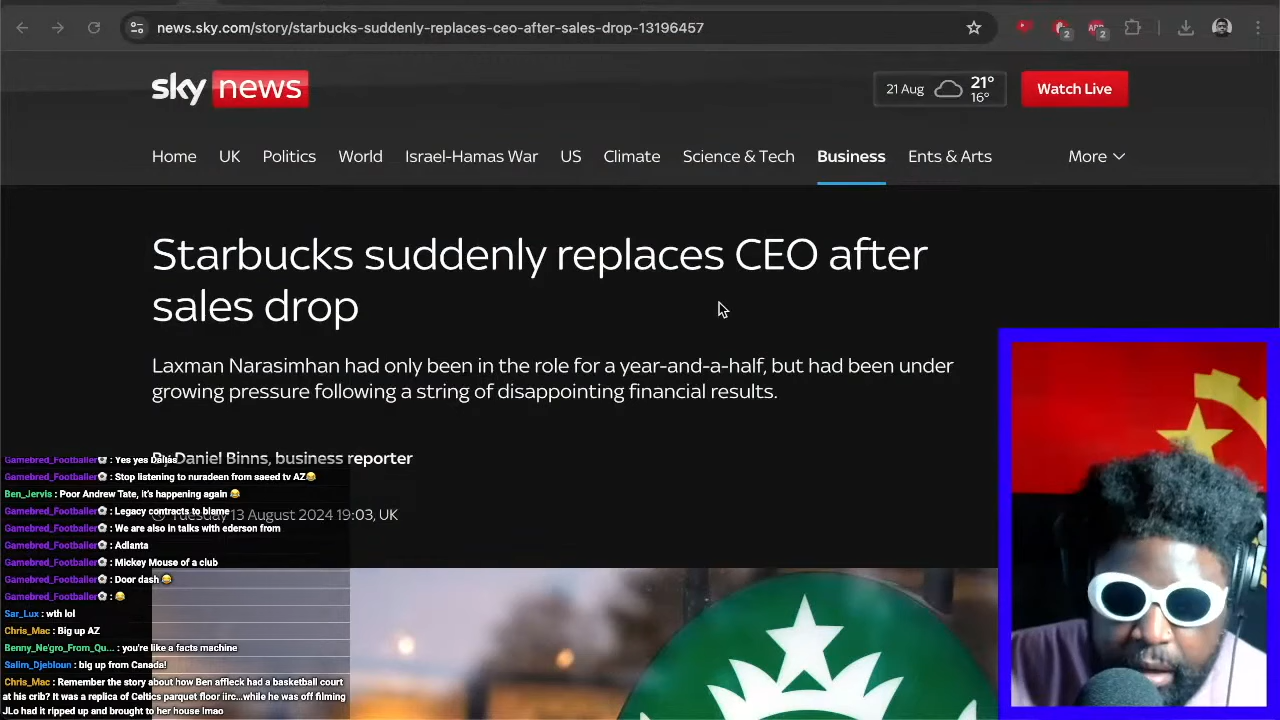 news.sky.com/story/starbucks-suddenly-replaces-ceo-after-sales-drop-13196457
2
2
sky news
21 Aug
21°
16°
Watch Live
Home UK Politics World Israel-Hamas War US Climate Science & Tech Business Ents & Arts More
Starbucks suddenly replaces CEO after
sales drop
Laxman Narasimhan had only been in the role for a year-and-a-half, but had been under
growing pressure following a string of disappointing financial results.
By Daniel Binns, business reporter
Tuesday 13 August 2024 19:03, UK
Gamebred_Footballer⚽ : Yes yes Dallas
Gamebred_Footballer⚽ : Stop listening to nuradeen from saeed tv AZ😂
Ben_Jervis : Poor Andrew Tate, it's happening again 😂
Gamebred_Footballer⚽ : Legacy contracts to blame
Gamebred_Footballer⚽ : We are also in talks with ederson from
Gamebred_Footballer⚽ : Adlanta
Gamebred_Footballer⚽ : Mickey Mouse of a club
Gamebred_Footballer⚽ : Door dash 😂
Gamebred_Footballer⚽ : 😂
Sar_Lux : wth lol
Chris_Mac : Big up AZ
Benny_Ne'gro_From_Qu... : you're like a facts machine
Salim_Djebloun : big up from Canada!
Chris_Mac : Remember the story about how Ben affleck had a basketball court
at his crib? It was a replica of Celtics parquet floor iirc...while he was off filming
JLo had it ripped up and brought to her house lmao